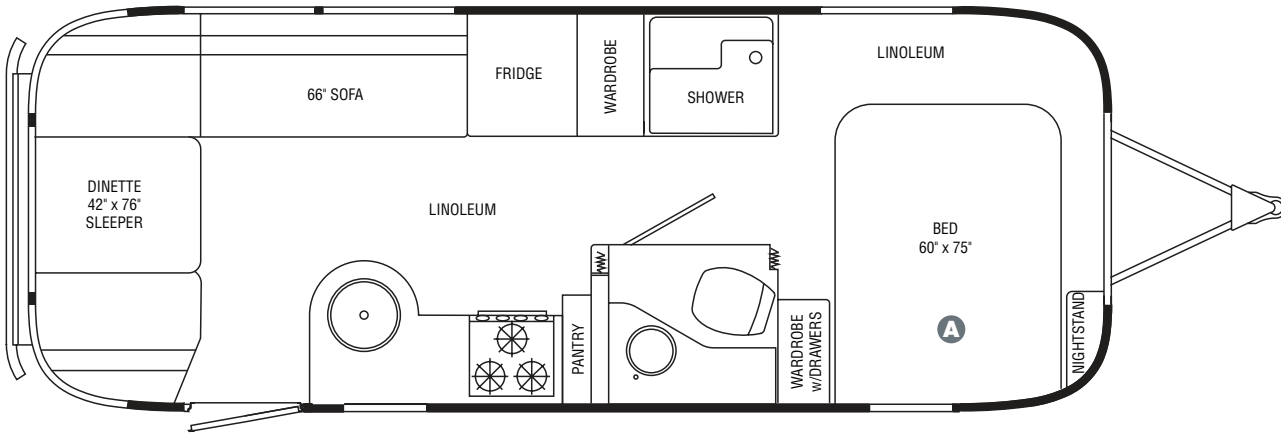 LINOLEUM
66" SOFA
FRIDGE
WARDROBE
SHOWER
DINETTE
42" x 76"
SLEEPER
LINOLEUM
BED
60" x 75"
A
PANTRY
WARDROBE
w/DRAWERS
NIGHTSTAND